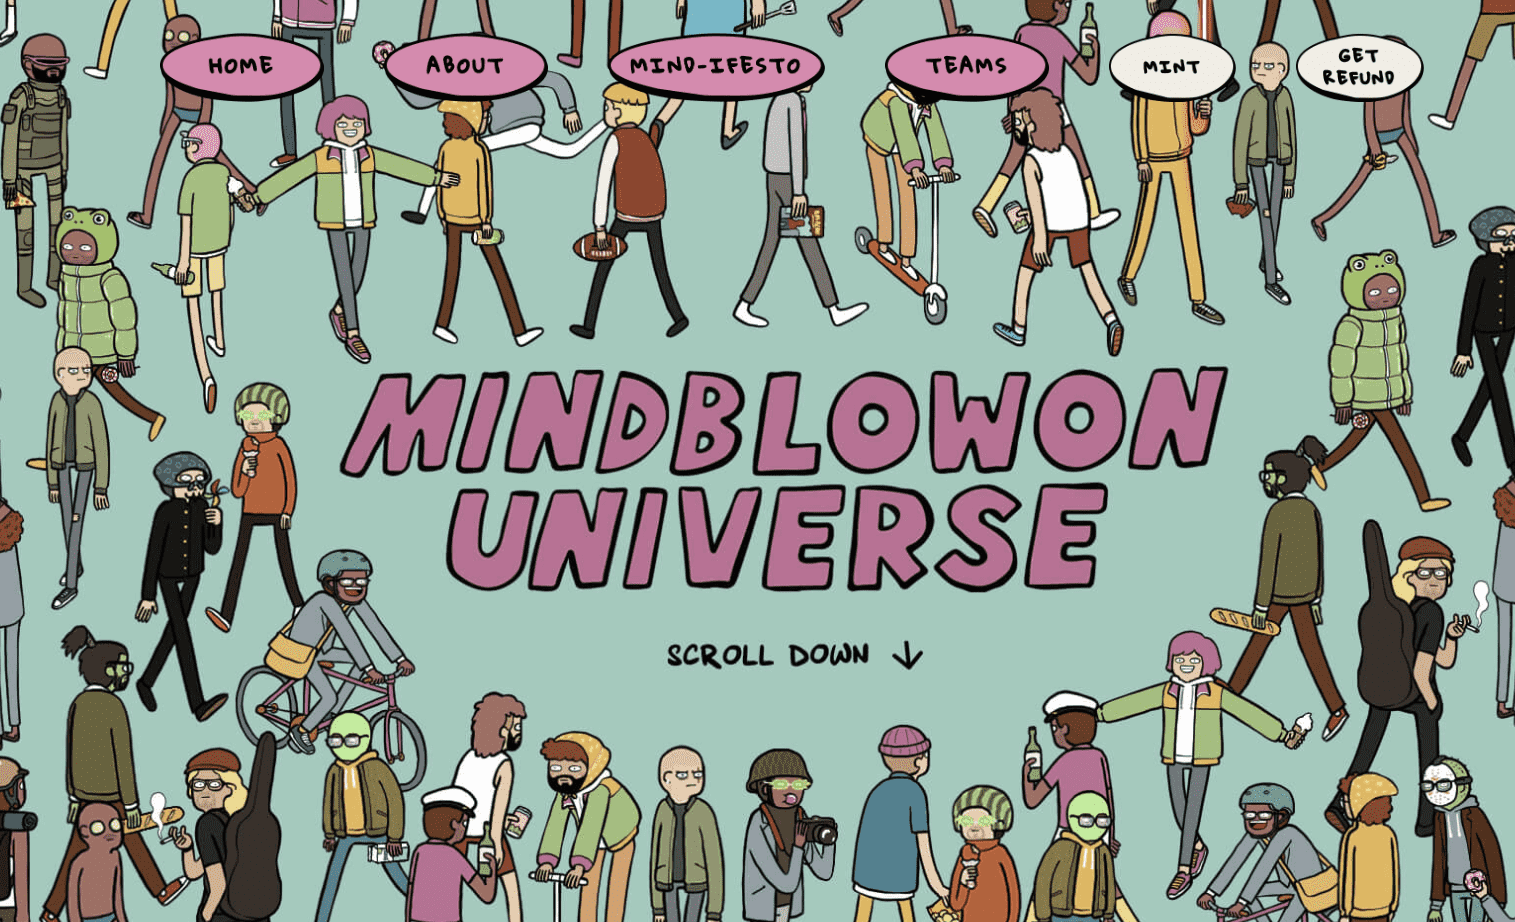 HOME
ABOUT
MIND-IFESTO
TEAMS
MINT
GET
REFUND
MINDBLOWON
UNIVERSE
SCROLL DOWN ↓